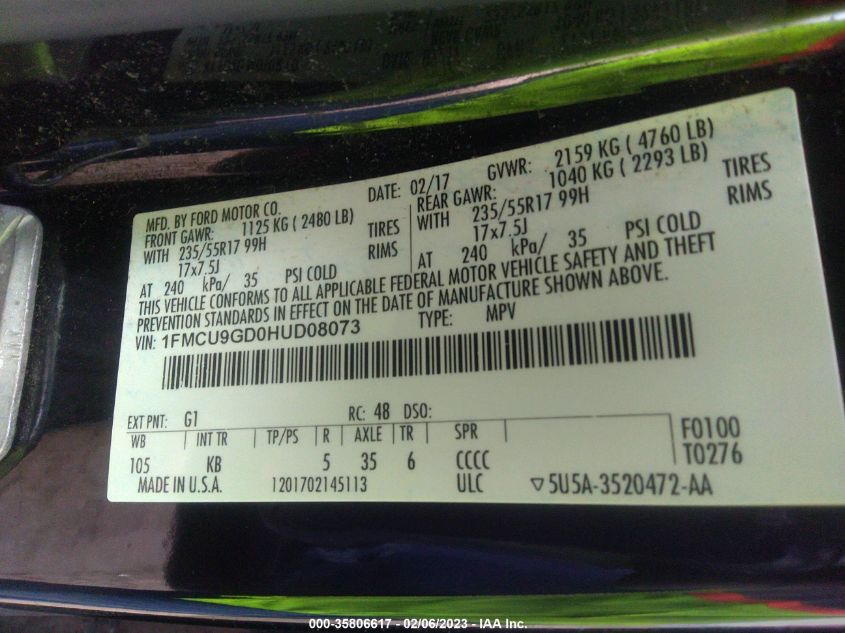 MFD. BY FORD MOTOR CO.
DATE: 02/17
GVWR: 2159 KG ( 4760 LB)
FRONT GAWR: 1125 KG ( 2480 LB)
REAR GAWR: 1040 KG ( 2293 LB)
WITH 235/55R17 99H TIRES
WITH 235/55R17 99H TIRES
17x7.5J RIMS
17x7.5J RIMS
AT 240 kPa/ 35 PSI COLD
AT 240 kPa/ 35 PSI COLD
THIS VEHICLE CONFORMS TO ALL APPLICABLE FEDERAL MOTOR VEHICLE SAFETY AND THEFT
PREVENTION STANDARDS IN EFFECT ON THE DATE OF MANUFACTURE SHOWN ABOVE.
VIN: 1FMCU9GD0HUD08073
TYPE: MPV
EXT PNT: G1 RC: 48 DSO:
WB INT TR TP/PS R AXLE TR SPR F0100
105 KB 5 35 6 CCCC T0276
MADE IN U.S.A. 1201702145113 ULC ▽5U5A-3520472-AA
000-35806617 - 02/06/2023 - IAA Inc.